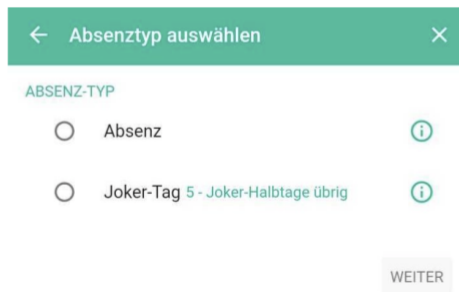 Absenztyp auswählen
ABSENZ-TYP
Absenz
Joker-Tag 5 - Joker-Halbtage übrig
WEITER